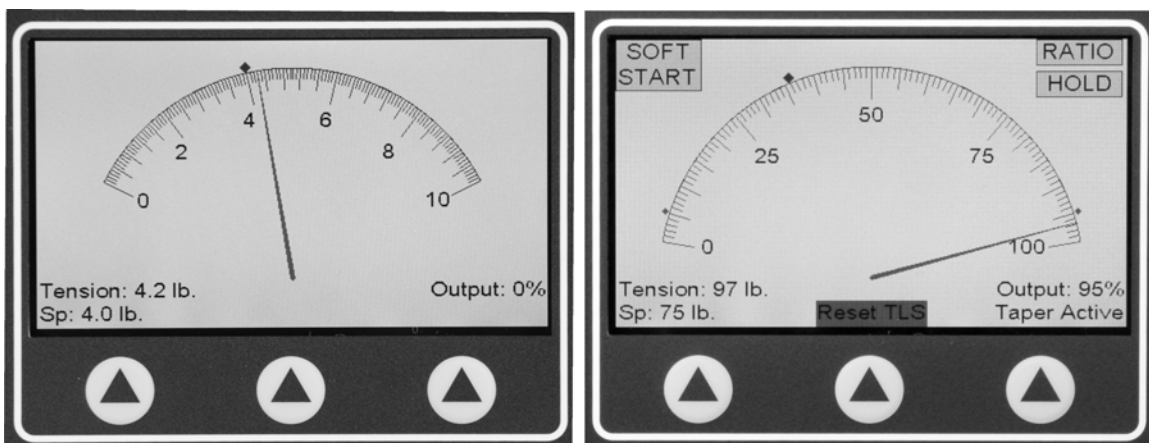 0
2
4
6
8
10
Tension: 4.2 lb.
Output: 0%
Sp: 4.0 lb.
SOFT
START
RATIO
HOLD
0
25
50
75
100
Tension: 97 lb.
Output: 95%
Sp: 75 lb.
Reset TLS
Taper Active